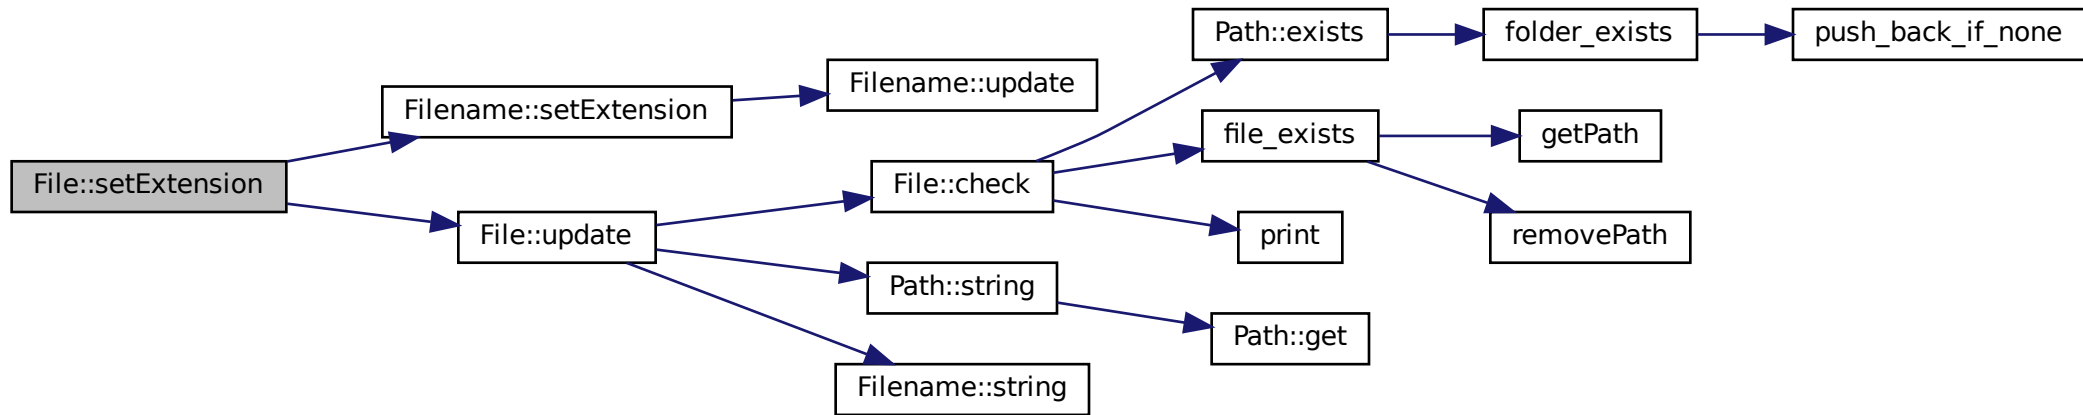 File::setExtension
Filename::setExtension
Filename::update
File::update
File::check
Path::exists
folder_exists
push_back_if_none
file_exists
getPath
removePath
print
Path::string
Path::get
Filename::string